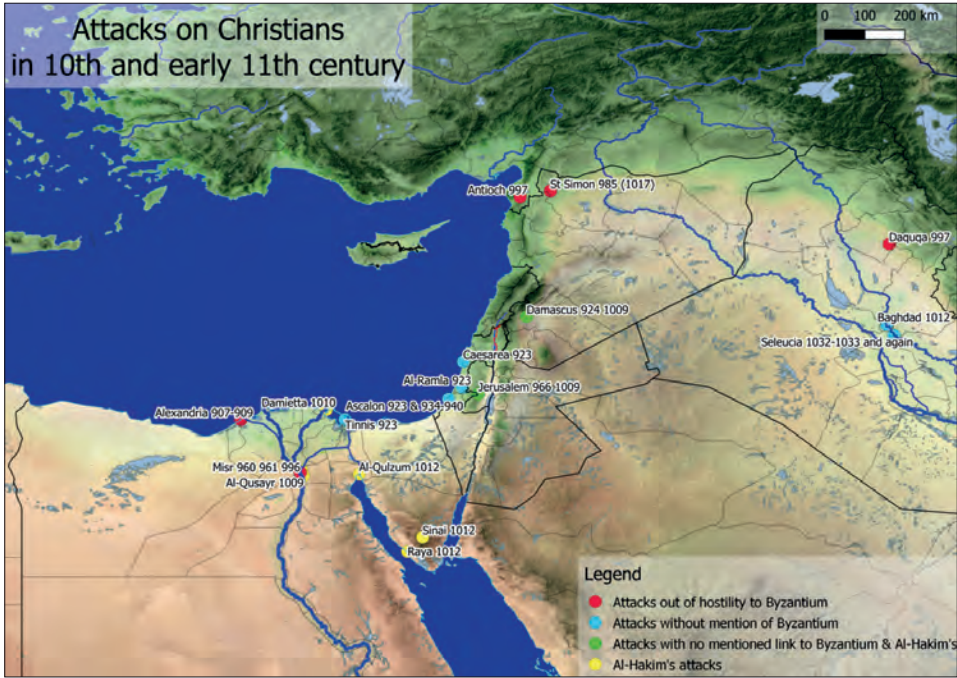 Attacks on Christians
in 10th and early 11th century
0 100 200 km
Antioch 997
St Simon 985 (1017)
Daquqa 997
Damascus 924 1009
Baghdad 1012
Seleucia 1032-1033 and again
Caesarea 923
Al-Ramla 923
Jerusalem 966 1009
Damietta 1010
Ascalon 923 & 934-940
Alexandria 907-909
Tinnis 923
Misr 960 961 996
Al-Qulzum 1012
Al-Qusayr 1009
Sinai 1012
Raya 1012
Legend
Attacks out of hostility to Byzantium
Attacks without mention of Byzantium
Attacks with no mentioned link to Byzantium & Al-Hakim's
Al-Hakim's attacks